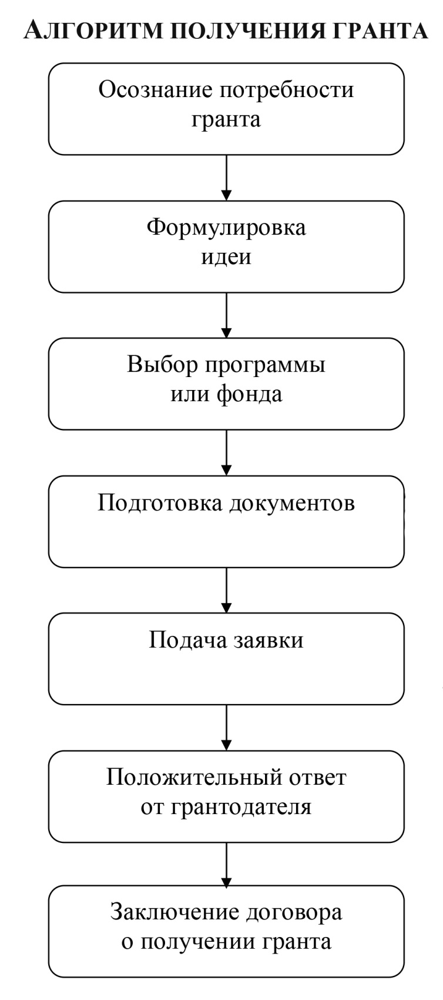 АЛГОРИТМ ПОЛУЧЕНИЯ ГРАНТА
Осознание потребности
гранта
Формулировка
идеи
Выбор программы
или фонда
Подготовка документов
Подача заявки
Положительный ответ
от грантодателя
Заключение договора
о получении гранта